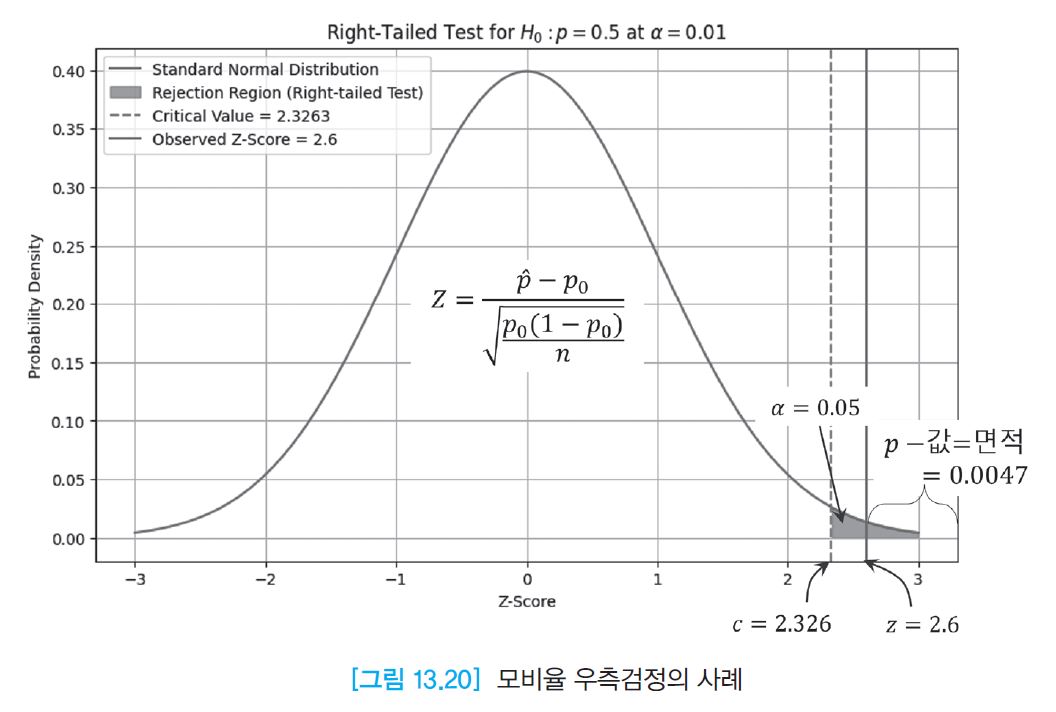 Right-Tailed Test for H₀ : p = 0.5 at α = 0.01
Standard Normal Distribution
Rejection Region (Right-tailed Test)
Critical Value = 2.3263
Observed Z-Score = 2.6
Probability Density
0.40
0.35
0.30
0.25
0.20
0.15
0.10
0.05
0.00
Z = (p̂ − p₀) / √(p₀(1 − p₀) / n)
α = 0.05
p −값=면적
= 0.0047
−3 −2 −1 0 1 2 3
Z-Score
c = 2.326 z = 2.6
[그림 13.20] 모비율 우측검정의 사례